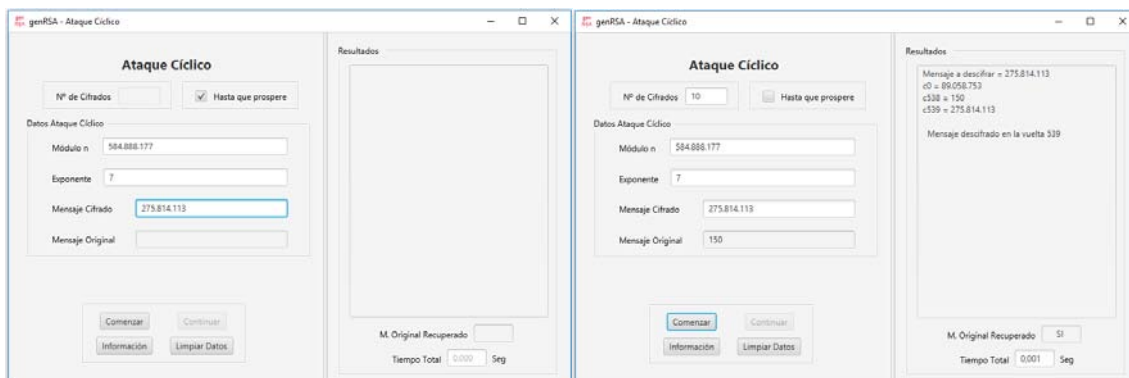 genRSA - Ataque Cíclico
Ataque Cíclico
Nº de Cifrados
Hasta que prospere
Datos Ataque Cíclico
Módulo n 584.888.177
Exponente 7
Mensaje Cifrado 275.814.113
Mensaje Original
Comenzar Continuar
Información Limpiar Datos
Resultados
M. Original Recuperado
Tiempo Total 0.000 Seg
genRSA - Ataque Cíclico
Ataque Cíclico
Nº de Cifrados 10
Hasta que prospere
Datos Ataque Cíclico
Módulo n 584.888.177
Exponente 7
Mensaje Cifrado 275.814.113
Mensaje Original 150
Comenzar Continuar
Información Limpiar Datos
Resultados
Mensaje a descifrar = 275.814.113
c0 = 89.058.753
c538 = 150
c539 = 275.814.113
Mensaje descifrado en la vuelta 539
M. Original Recuperado SI
Tiempo Total 0,001 Seg